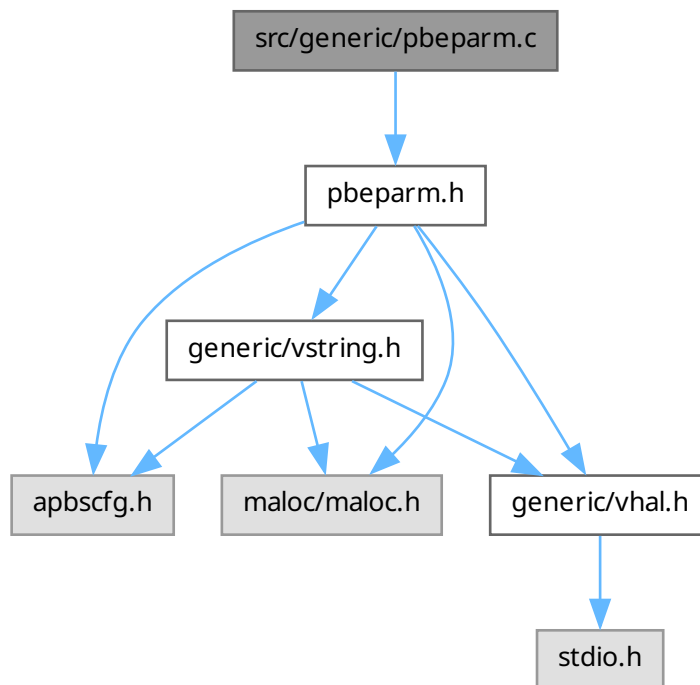 src/generic/pbeparm.c
pbeparm.h
generic/vstring.h
apbscfg.h
maloc/maloc.h
generic/vhal.h
stdio.h